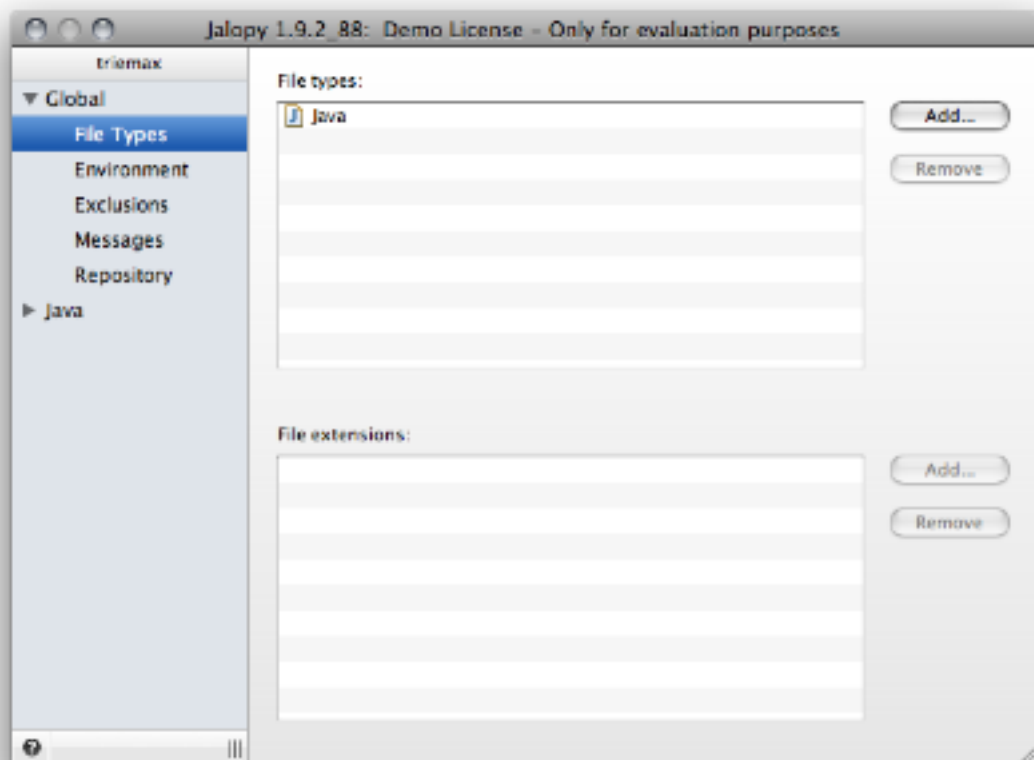 Jalopy 1.9.2_88: Demo License – Only for evaluation purposes
triemax
Global
File Types
Environment
Exclusions
Messages
Repository
Java
File types:
Java
Add...
Remove
File extensions:
Add...
Remove